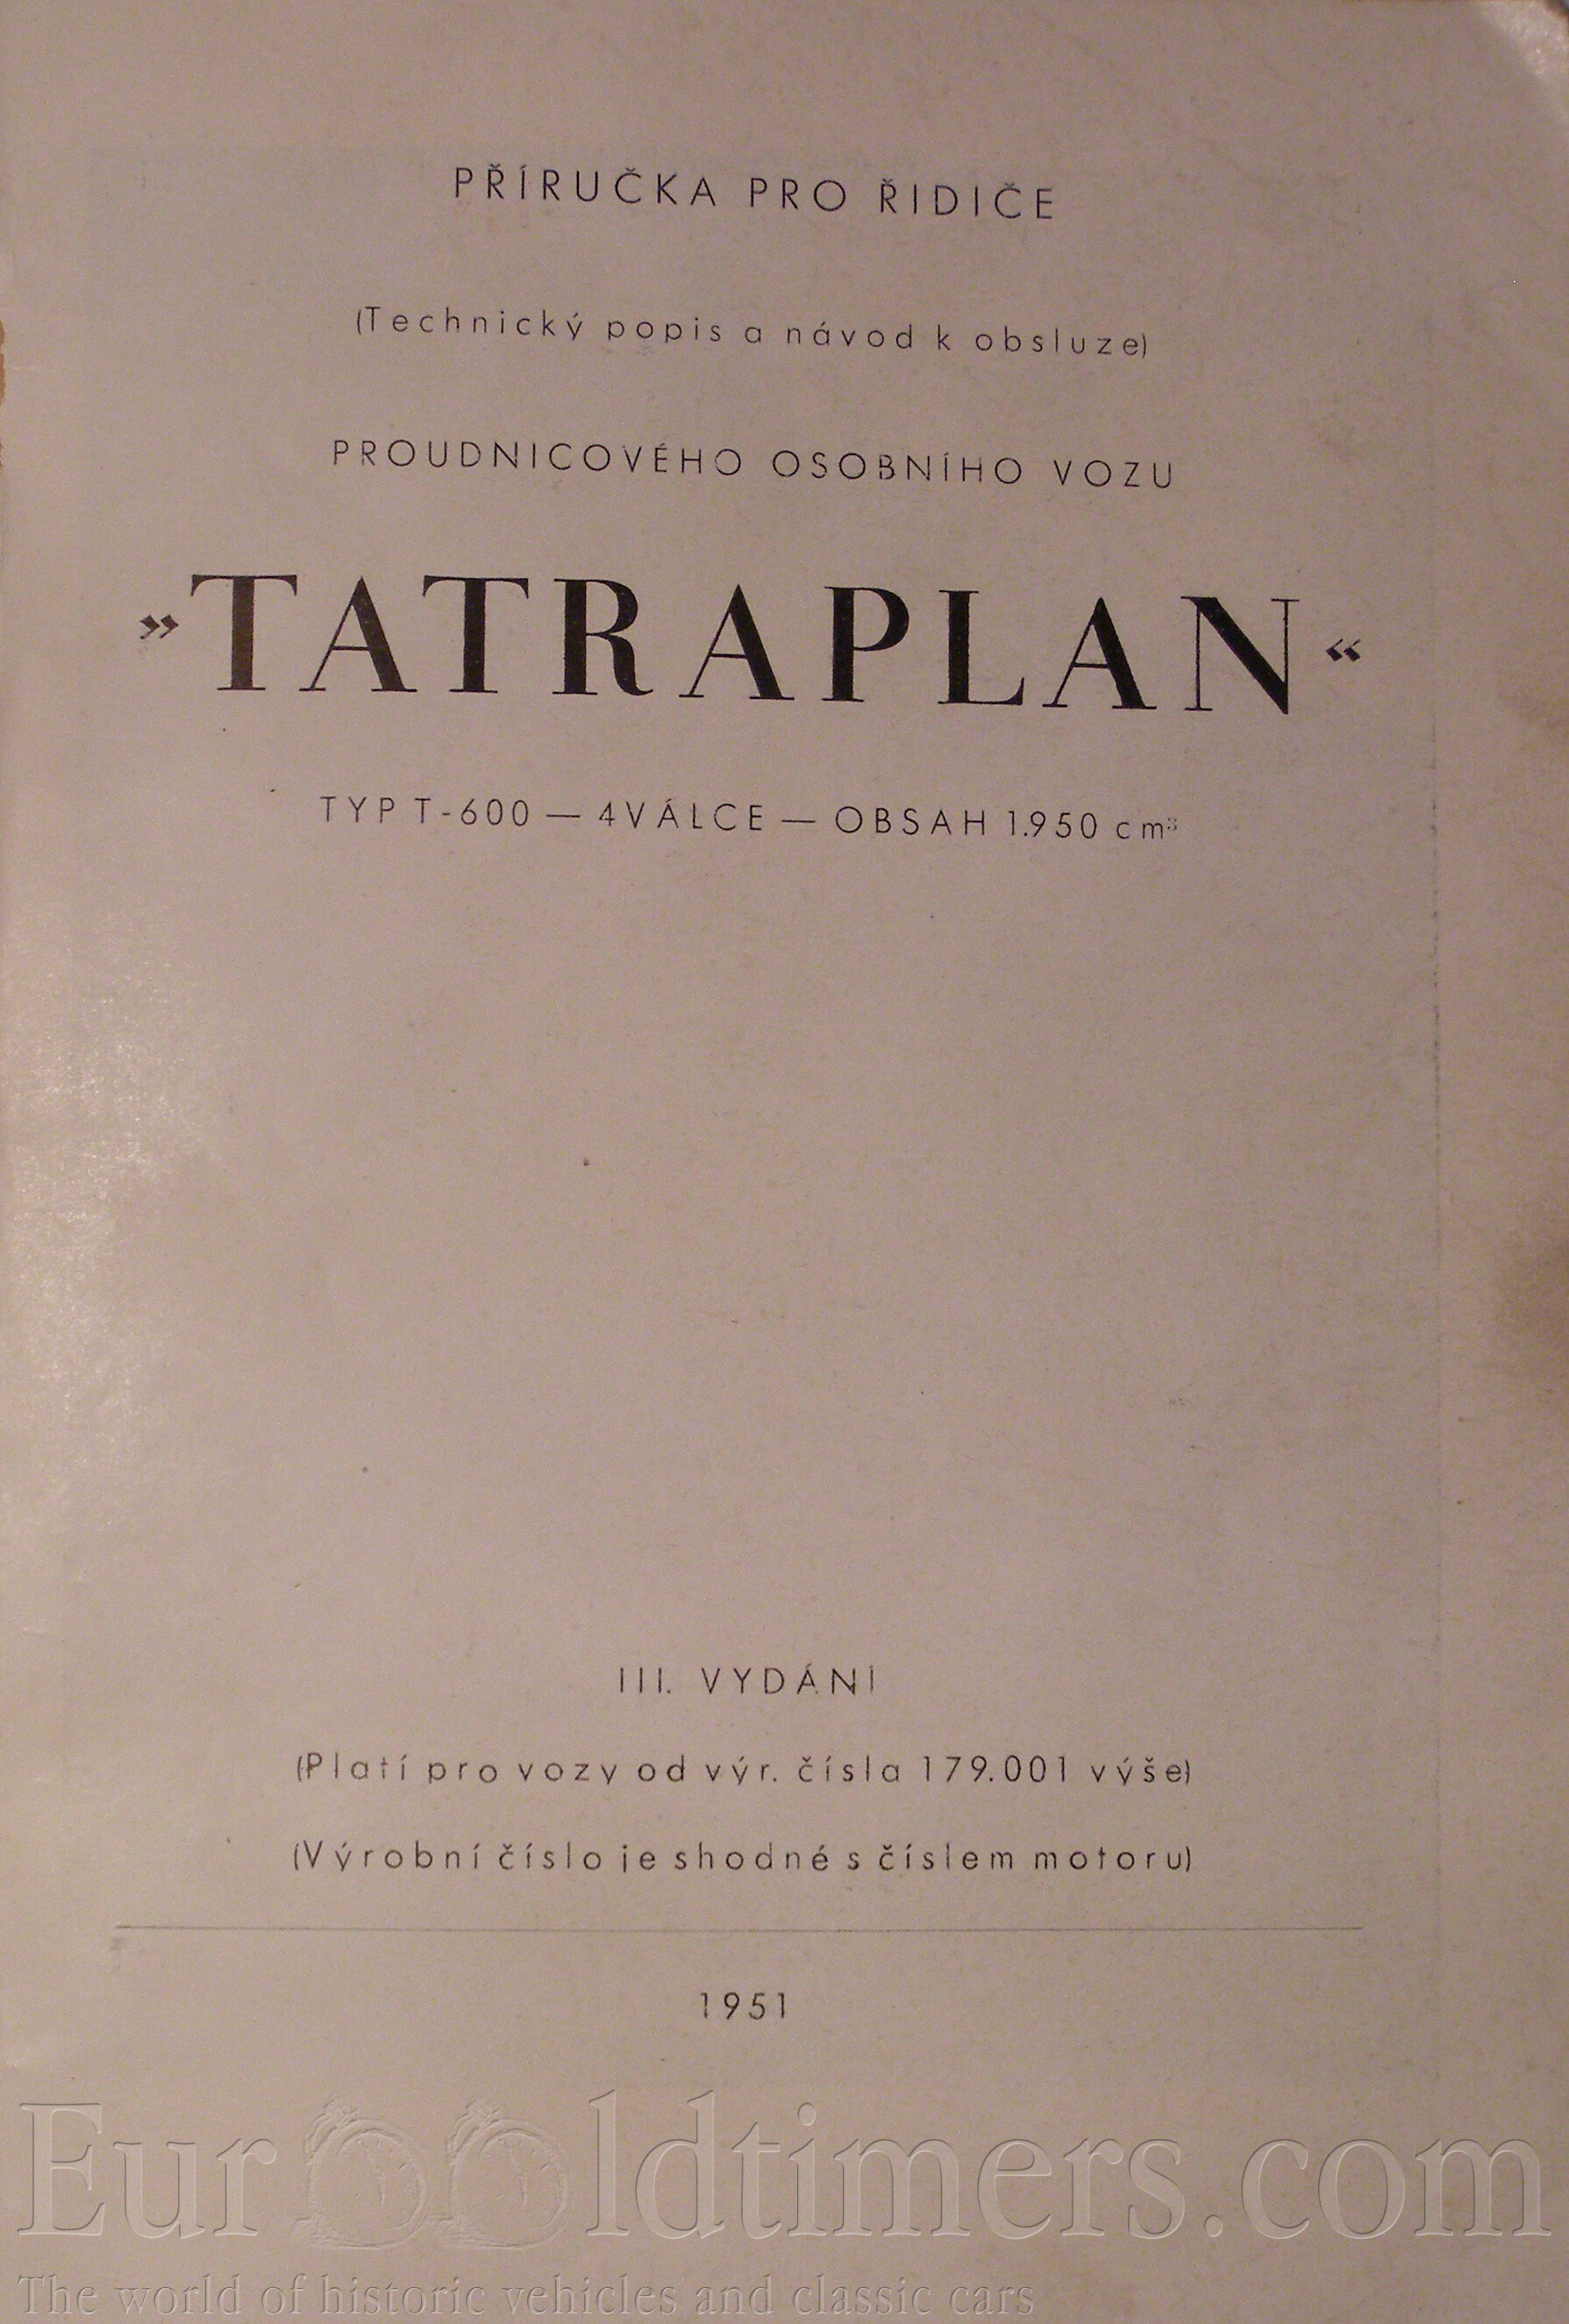 PŘÍRUČKA PRO ŘIDIČE
(Technický popis a návod k obsluze)
PROUDNICOVÉHO OSOBNÍHO VOZU
»TATRAPLAN«
TYP T-600 — 4VÁLCE — OBSAH 1.950 cm³
III. VYDÁNÍ
(Platí pro vozy od výr. čísla 179.001 výše)
(Výrobní číslo je shodné s číslem motoru)
1951
EurOOldtimers.com
The world of historic vehicles and classic cars